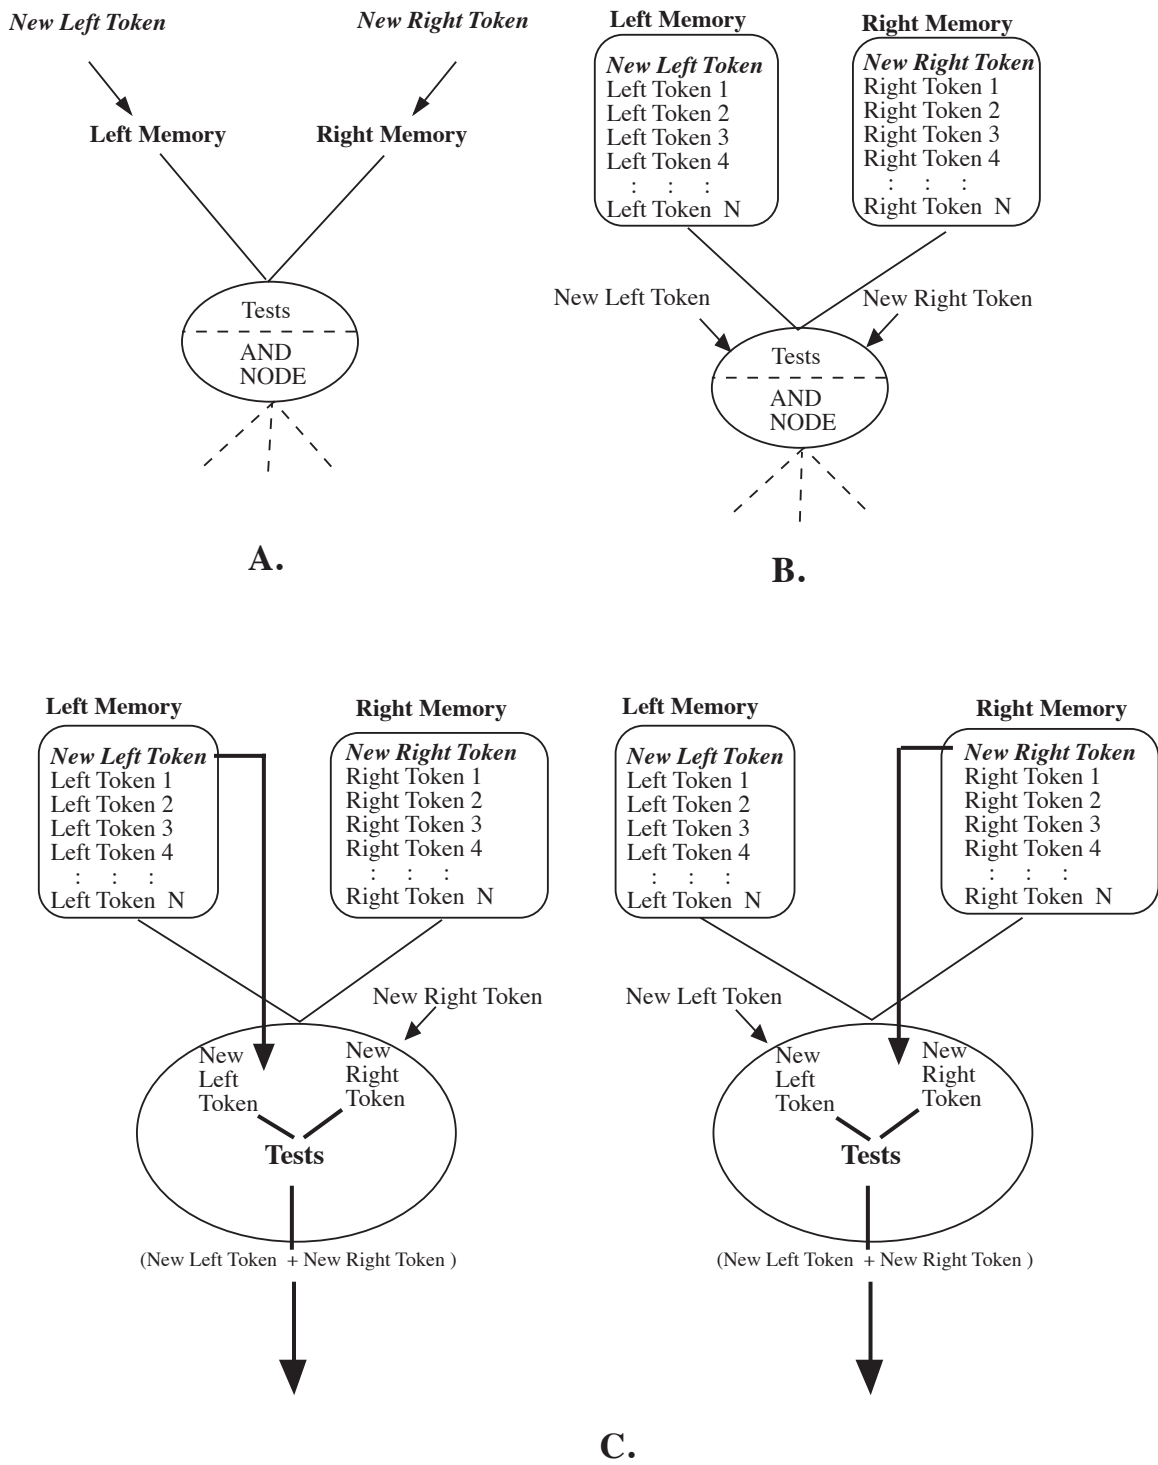 New Left Token
New Right Token
Left Memory
Right Memory
Tests
AND
NODE
A.
Left Memory
New Left Token
Left Token 1
Left Token 2
Left Token 3
Left Token 4
: : :
Left Token N
Right Memory
New Right Token
Right Token 1
Right Token 2
Right Token 3
Right Token 4
: : :
Right Token N
New Left Token
New Right Token
Tests
AND
NODE
B.
Left Memory
New Left Token
Left Token 1
Left Token 2
Left Token 3
Left Token 4
: : :
Left Token N
Right Memory
New Right Token
Right Token 1
Right Token 2
Right Token 3
Right Token 4
: : :
Right Token N
New Right Token
New
Left
Token
New
Right
Token
Tests
(New Left Token + New Right Token )
Left Memory
New Left Token
Left Token 1
Left Token 2
Left Token 3
Left Token 4
: : :
Left Token N
Right Memory
New Right Token
Right Token 1
Right Token 2
Right Token 3
Right Token 4
: : :
Right Token N
New Left Token
New
Left
Token
New
Right
Token
Tests
(New Left Token + New Right Token )
C.